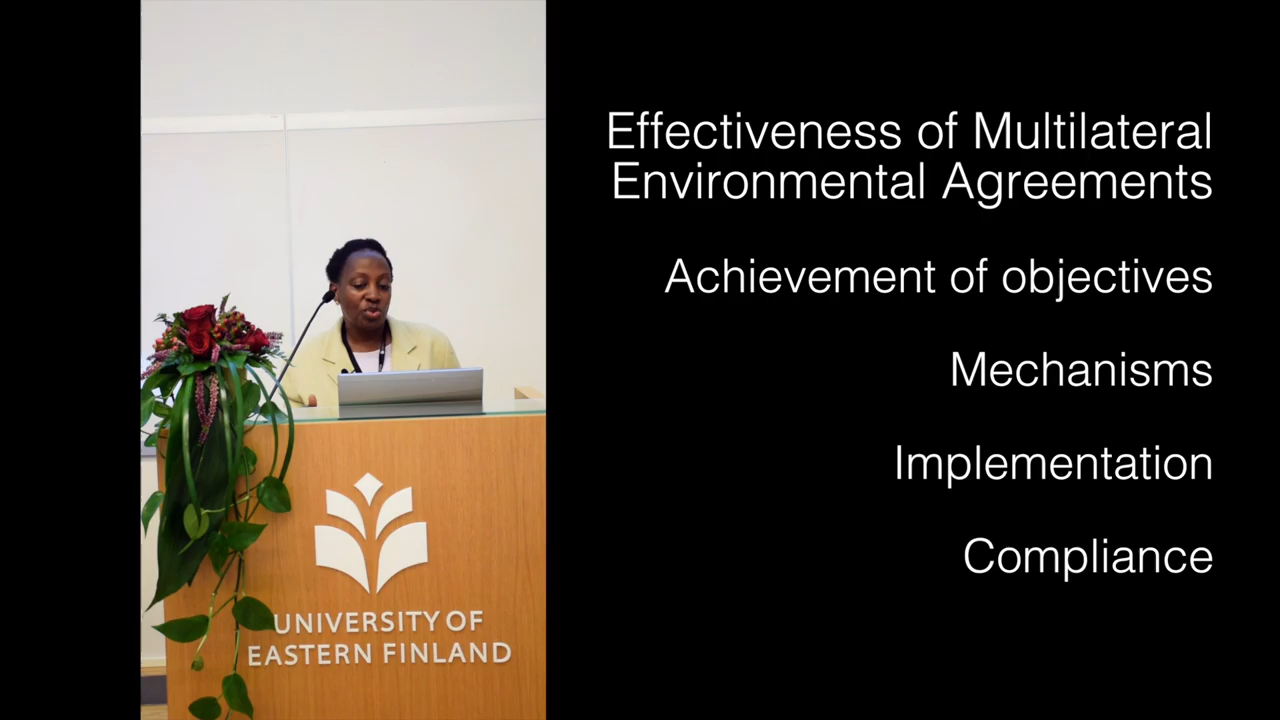 Effectiveness of Multilateral
Environmental Agreements
Achievement of objectives
Mechanisms
Implementation
Compliance
UNIVERSITY OF
EASTERN FINLAND